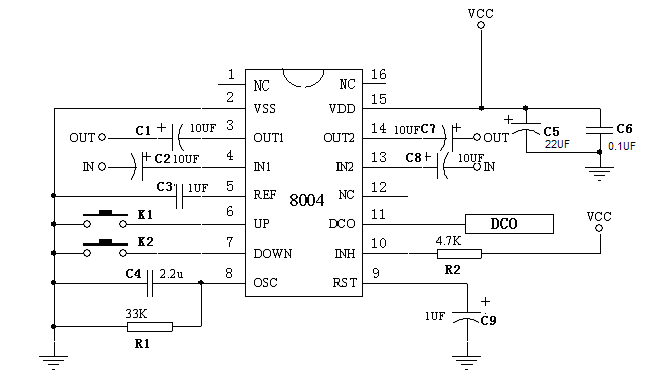 VCC
1 NC NC 16
2 VSS VDD 15
OUT C1 + 10UF 3 OUT1 OUT2 14 10UF C7 + OUT
IN C2 + 10UF 4 IN1 IN2 13 C8 + 10UF IN
+ C5 22UF C6 0.1UF
C3 1UF 5 REF NC 12
8004
K1 6 UP DCO 11 DCO
VCC
K2 7 DOWN INH 10 4.7K R2
C4 2.2u 8 OSC RST 9
33K R1
1UF + C9